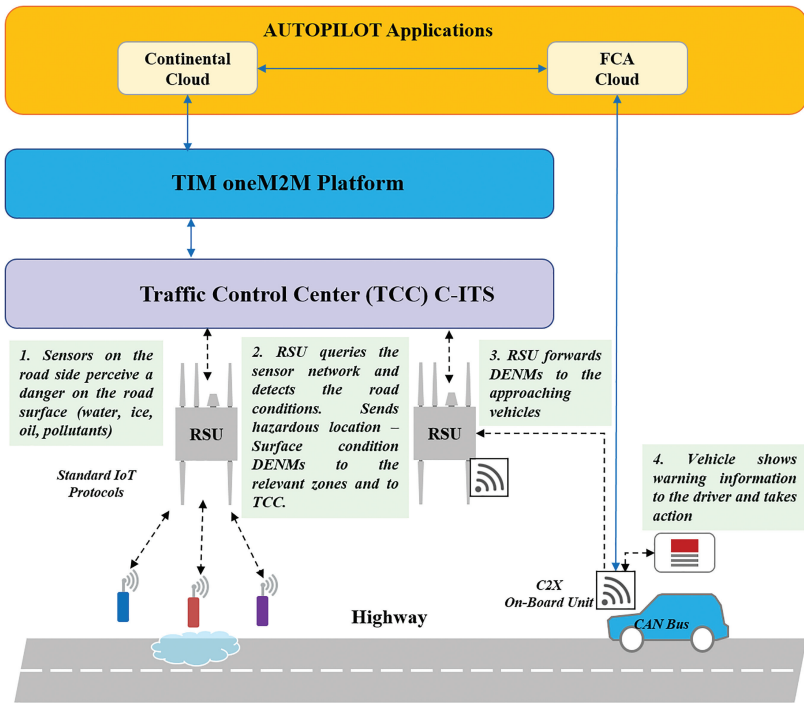 AUTOPILOT Applications
Continental
Cloud
FCA
Cloud
TIM oneM2M Platform
Traffic Control Center (TCC) C-ITS
1. Sensors on the
road side perceive a
danger on the road
surface (water, ice,
oil, pollutants)
RSU
2. RSU queries the
sensor network and
detects the road
conditions. Sends
hazardous location –
Surface condition
DENMs to the
relevant zones and to
TCC.
RSU
3. RSU forwards
DENMs to the
approaching
vehicles
4. Vehicle shows
warning information
to the driver and takes
action
Standard IoT
Protocols
C2X
On-Board Unit
Highway
CAN Bus